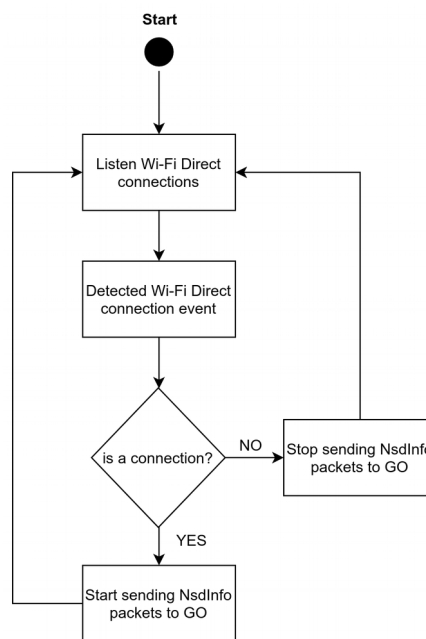 Start
Listen Wi-Fi Direct
connections
Detected Wi-Fi Direct
connection event
is a connection?
NO
Stop sending NsdInfo
packets to GO
YES
Start sending NsdInfo
packets to GO